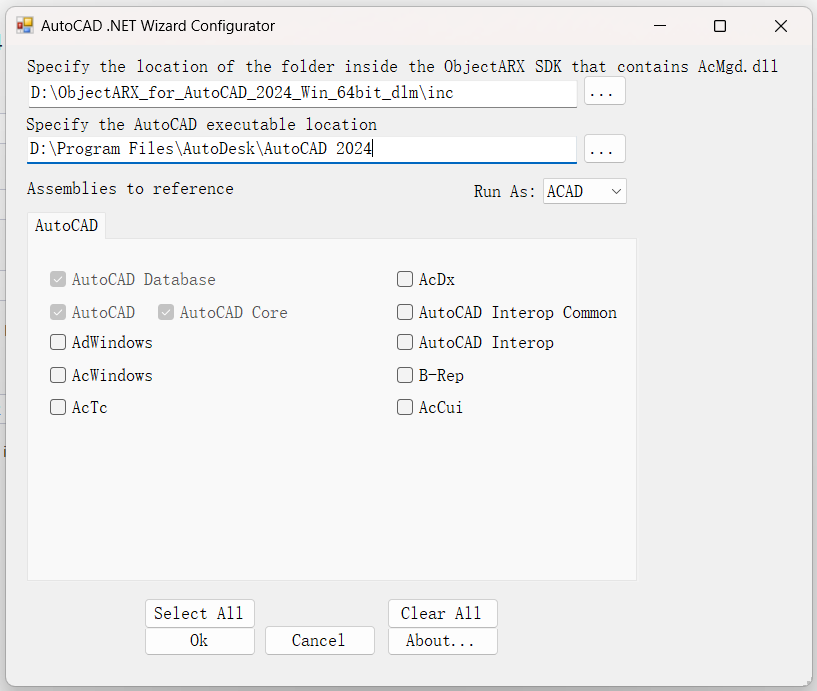 AutoCAD .NET Wizard Configurator
Specify the location of the folder inside the ObjectARX SDK that contains AcMgd.dll
D:\ObjectARX_for_AutoCAD_2024_Win_64bit_dlm\inc ...
Specify the AutoCAD executable location
D:\Program Files\AutoDesk\AutoCAD 2024 ...
Assemblies to reference Run As: ACAD
AutoCAD
AutoCAD Database AcDx
AutoCAD AutoCAD Core AutoCAD Interop Common
AdWindows AutoCAD Interop
AcWindows B-Rep
AcTc AcCui
Select All Clear All
Ok Cancel About...